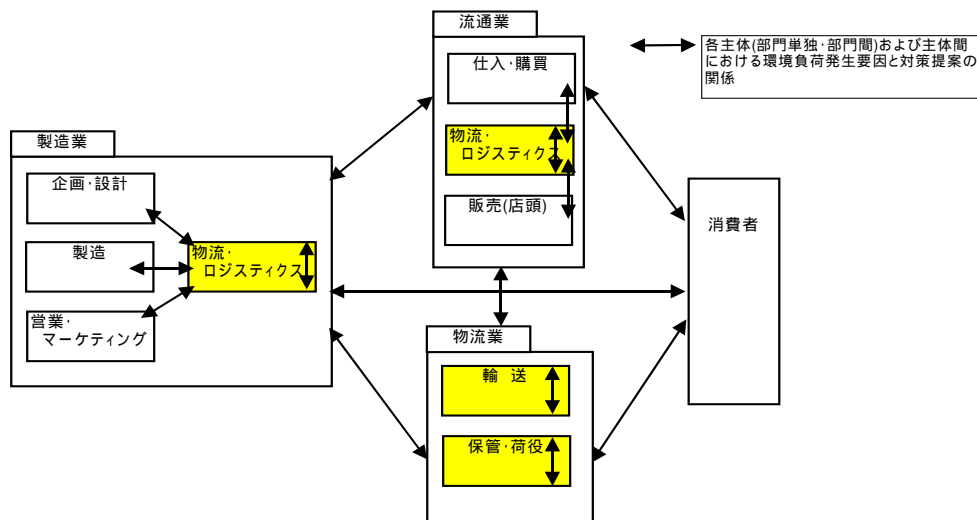 流通業
仕入・購買
物流・
ロジスティクス
販売(店頭)
各主体(部門単独・部門間)および主体間
における環境負荷発生要因と対策提案の
関係
製造業
企画・設計
製造
物流・
ロジスティクス
営業・
マーケティング
消費者
物流業
輸 送
保管・荷役